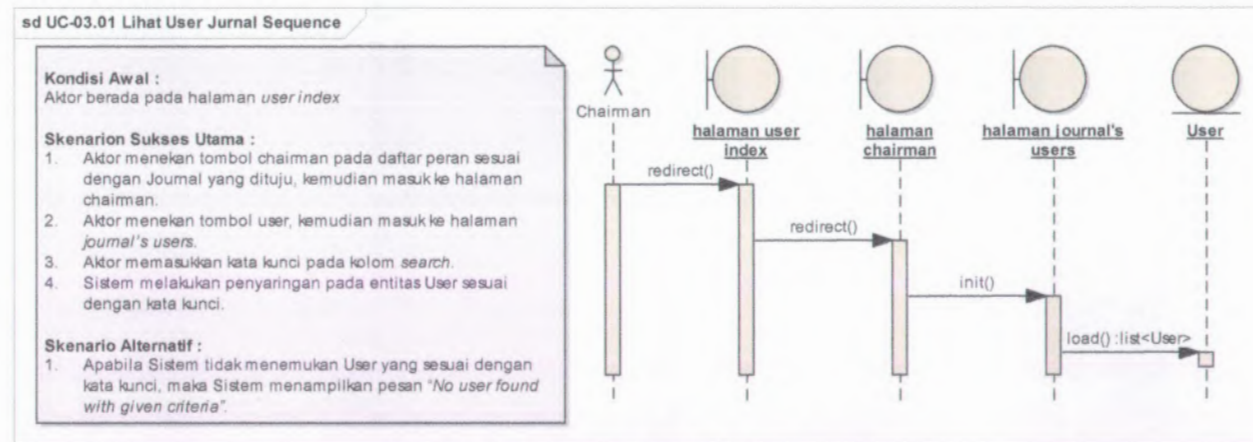 sd UC-03.01 Lihat User Jurnal Sequence
Kondisi Awal :
Aktor berada pada halaman user index
Skenarion Sukses Utama :
1. Aktor menekan tombol chairman pada daftar peran sesuai
dengan Journal yang dituju, kemudian masuk ke halaman
chairman.
2. Aktor menekan tombol user, kemudian masuk ke halaman
journal's users.
3. Aktor memasukkan kata kunci pada kolom search.
4. Sistem melakukan penyaringan pada entitas User sesuai
dengan kata kunci.
Skenario Alternatif :
1. Apabila Sistem tidak menemukan User yang sesuai dengan
kata kunci, maka Sistem menampilkan pesan "No user found
with given criteria".
Chairman
halaman user
index
halaman
chairman
halaman journal's
users
User
redirect()
redirect()
init()
load() :list<User>